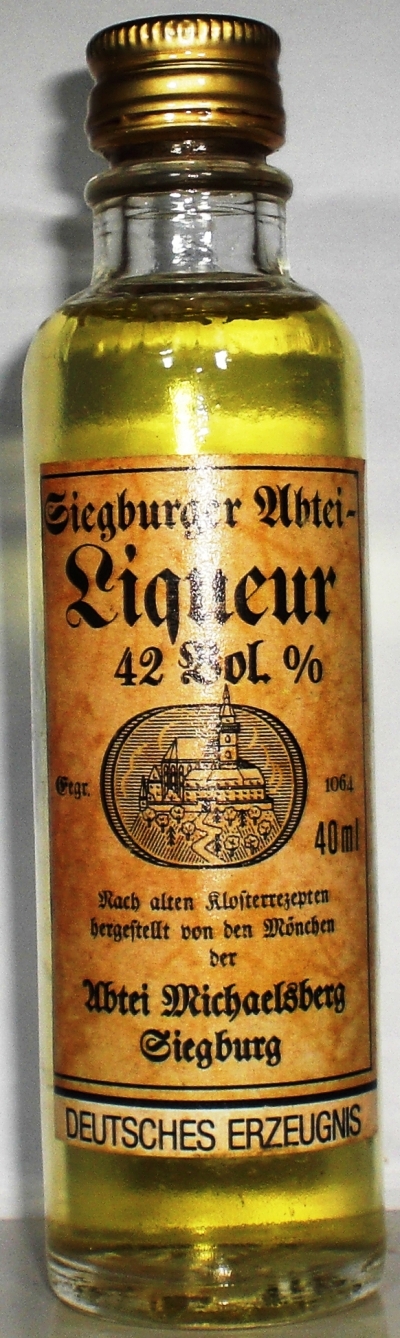 Siegburger Abtei-
Liqueur
42 Vol. %
Gegr. 1064
40ml
Nach alten Klosterrezepten
hergestellt von den Mönchen
der
Abtei Michaelsberg
Siegburg
DEUTSCHES ERZEUGNIS